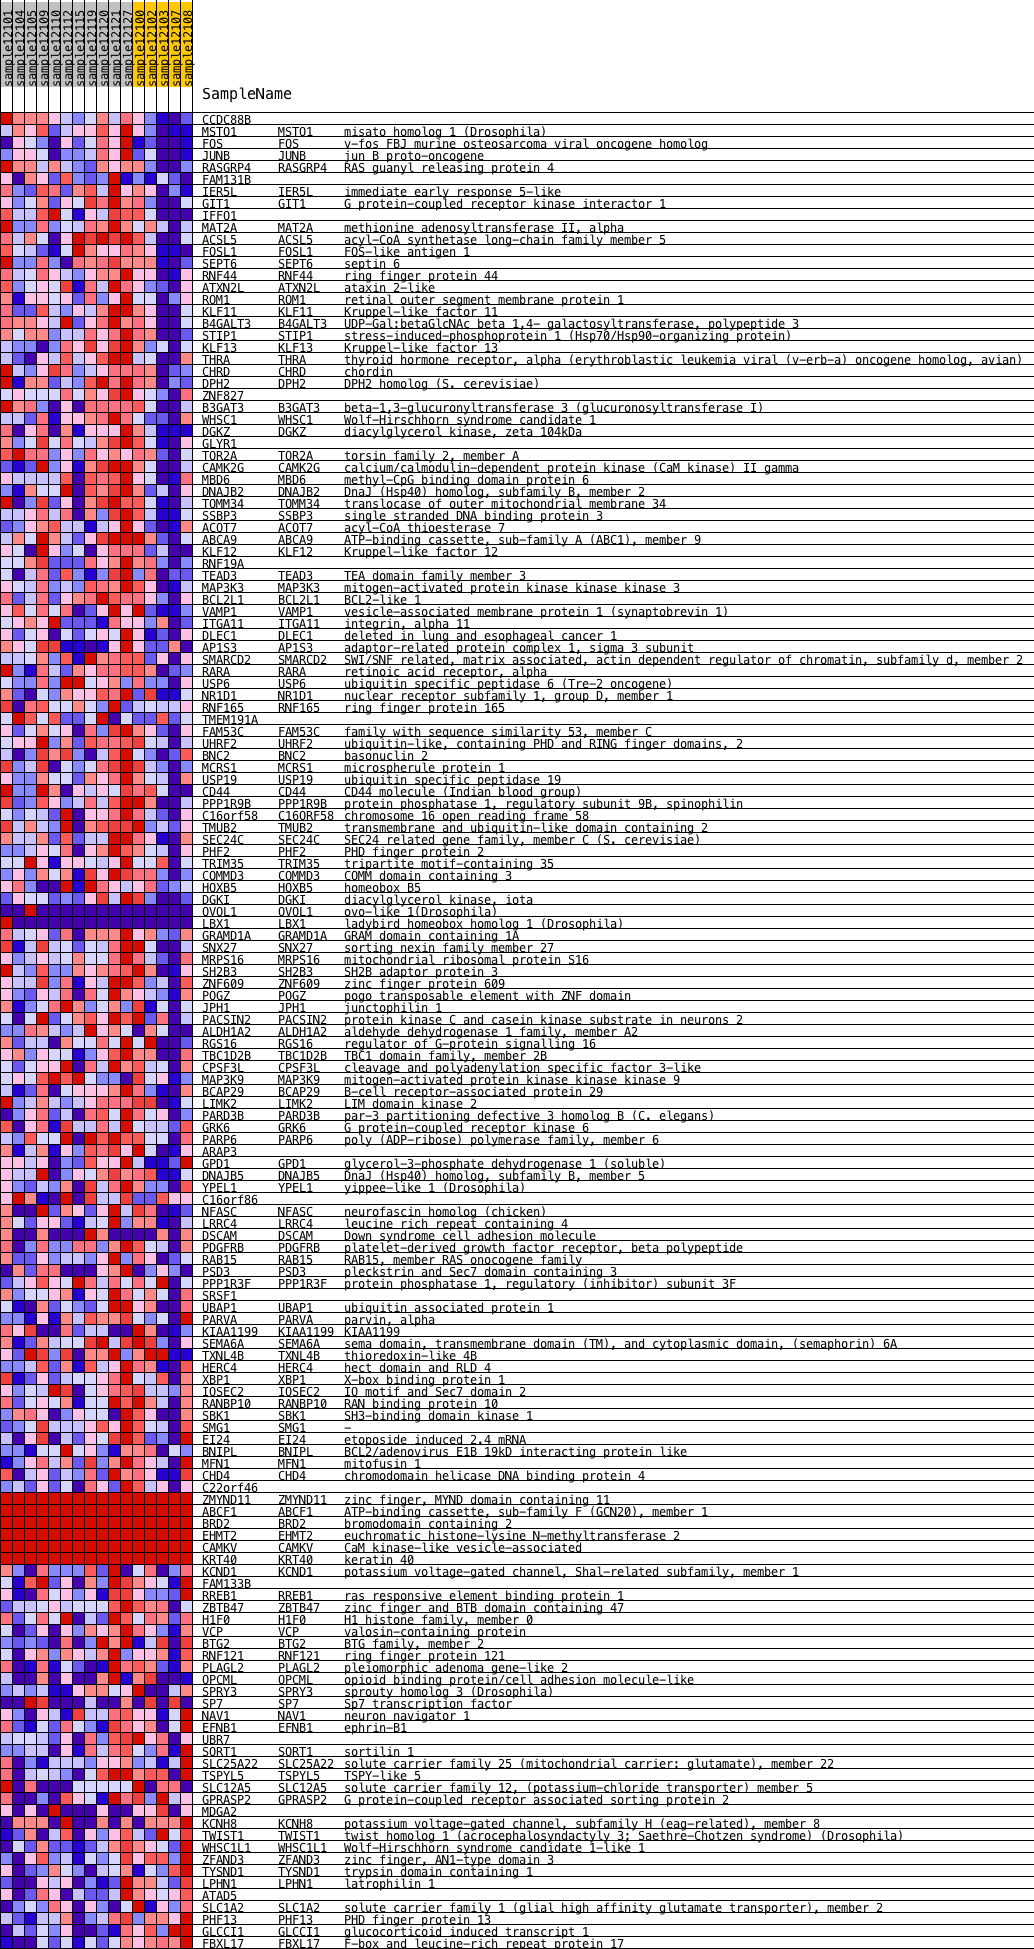 sample12101 sample12104 sample12105 sample12109 sample12110 sample12112 sample12115 sample12119 sample12120 sample12121 sample12127 sample12100 sample12102 sample12103 sample12107 sample12108
SampleName
CCDC88B
MSTO1 MSTO1 misato homolog 1 (Drosophila)
FOS FOS v-fos FBJ murine osteosarcoma viral oncogene homolog
JUNB JUNB jun B proto-oncogene
RASGRP4 RASGRP4 RAS guanyl releasing protein 4
FAM131B
IER5L IER5L immediate early response 5-like
GIT1 GIT1 G protein-coupled receptor kinase interactor 1
IFFO1
MAT2A MAT2A methionine adenosyltransferase II, alpha
ACSL5 ACSL5 acyl-CoA synthetase long-chain family member 5
FOSL1 FOSL1 FOS-like antigen 1
SEPT6 SEPT6 septin 6
RNF44 RNF44 ring finger protein 44
ATXN2L ATXN2L ataxin 2-like
ROM1 ROM1 retinal outer segment membrane protein 1
KLF11 KLF11 Kruppel-like factor 11
B4GALT3 B4GALT3 UDP-Gal:betaGlcNAc beta 1,4- galactosyltransferase, polypeptide 3
STIP1 STIP1 stress-induced-phosphoprotein 1 (Hsp70/Hsp90-organizing protein)
KLF13 KLF13 Kruppel-like factor 13
THRA THRA thyroid hormone receptor, alpha (erythroblastic leukemia viral (v-erb-a) oncogene homolog, avian)
CHRD CHRD chordin
DPH2 DPH2 DPH2 homolog (S. cerevisiae)
ZNF827
B3GAT3 B3GAT3 beta-1,3-glucuronyltransferase 3 (glucuronosyltransferase I)
WHSC1 WHSC1 Wolf-Hirschhorn syndrome candidate 1
DGKZ DGKZ diacylglycerol kinase, zeta 104kDa
GLYR1
TOR2A TOR2A torsin family 2, member A
CAMK2G CAMK2G calcium/calmodulin-dependent protein kinase (CaM kinase) II gamma
MBD6 MBD6 methyl-CpG binding domain protein 6
DNAJB2 DNAJB2 DnaJ (Hsp40) homolog, subfamily B, member 2
TOMM34 TOMM34 translocase of outer mitochondrial membrane 34
SSBP3 SSBP3 single stranded DNA binding protein 3
ACOT7 ACOT7 acyl-CoA thioesterase 7
ABCA9 ABCA9 ATP-binding cassette, sub-family A (ABC1), member 9
KLF12 KLF12 Kruppel-like factor 12
RNF19A
TEAD3 TEAD3 TEA domain family member 3
MAP3K3 MAP3K3 mitogen-activated protein kinase kinase kinase 3
BCL2L1 BCL2L1 BCL2-like 1
VAMP1 VAMP1 vesicle-associated membrane protein 1 (synaptobrevin 1)
ITGA11 ITGA11 integrin, alpha 11
DLEC1 DLEC1 deleted in lung and esophageal cancer 1
AP1S3 AP1S3 adaptor-related protein complex 1, sigma 3 subunit
SMARCD2 SMARCD2 SWI/SNF related, matrix associated, actin dependent regulator of chromatin, subfamily d, member 2
RARA RARA retinoic acid receptor, alpha
USP6 USP6 ubiquitin specific peptidase 6 (Tre-2 oncogene)
NR1D1 NR1D1 nuclear receptor subfamily 1, group D, member 1
RNF165 RNF165 ring finger protein 165
TMEM191A
FAM53C FAM53C family with sequence similarity 53, member C
UHRF2 UHRF2 ubiquitin-like, containing PHD and RING finger domains, 2
BNC2 BNC2 basonuclin 2
MCRS1 MCRS1 microspherule protein 1
USP19 USP19 ubiquitin specific peptidase 19
CD44 CD44 CD44 molecule (Indian blood group)
PPP1R9B PPP1R9B protein phosphatase 1, regulatory subunit 9B, spinophilin
C16orf58 C16ORF58 chromosome 16 open reading frame 58
TMUB2 TMUB2 transmembrane and ubiquitin-like domain containing 2
SEC24C SEC24C SEC24 related gene family, member C (S. cerevisiae)
PHF2 PHF2 PHD finger protein 2
TRIM35 TRIM35 tripartite motif-containing 35
COMMD3 COMMD3 COMM domain containing 3
HOXB5 HOXB5 homeobox B5
DGKI DGKI diacylglycerol kinase, iota
OVOL1 OVOL1 ovo-like 1(Drosophila)
LBX1 LBX1 ladybird homeobox homolog 1 (Drosophila)
GRAMD1A GRAMD1A GRAM domain containing 1A
SNX27 SNX27 sorting nexin family member 27
MRPS16 MRPS16 mitochondrial ribosomal protein S16
SH2B3 SH2B3 SH2B adaptor protein 3
ZNF609 ZNF609 zinc finger protein 609
POGZ POGZ pogo transposable element with ZNF domain
JPH1 JPH1 junctophilin 1
PACSIN2 PACSIN2 protein kinase C and casein kinase substrate in neurons 2
ALDH1A2 ALDH1A2 aldehyde dehydrogenase 1 family, member A2
RGS16 RGS16 regulator of G-protein signalling 16
TBC1D2B TBC1D2B TBC1 domain family, member 2B
CPSF3L CPSF3L cleavage and polyadenylation specific factor 3-like
MAP3K9 MAP3K9 mitogen-activated protein kinase kinase kinase 9
BCAP29 BCAP29 B-cell receptor-associated protein 29
LIMK2 LIMK2 LIM domain kinase 2
PARD3B PARD3B par-3 partitioning defective 3 homolog B (C. elegans)
GRK6 GRK6 G protein-coupled receptor kinase 6
PARP6 PARP6 poly (ADP-ribose) polymerase family, member 6
ARAP3
GPD1 GPD1 glycerol-3-phosphate dehydrogenase 1 (soluble)
DNAJB5 DNAJB5 DnaJ (Hsp40) homolog, subfamily B, member 5
YPEL1 YPEL1 yippee-like 1 (Drosophila)
C16orf86
NFASC NFASC neurofascin homolog (chicken)
LRRC4 LRRC4 leucine rich repeat containing 4
DSCAM DSCAM Down syndrome cell adhesion molecule
PDGFRB PDGFRB platelet-derived growth factor receptor, beta polypeptide
RAB15 RAB15 RAB15, member RAS onocogene family
PSD3 PSD3 pleckstrin and Sec7 domain containing 3
PPP1R3F PPP1R3F protein phosphatase 1, regulatory (inhibitor) subunit 3F
SRSF1
UBAP1 UBAP1 ubiquitin associated protein 1
PARVA PARVA parvin, alpha
KIAA1199 KIAA1199 KIAA1199
SEMA6A SEMA6A sema domain, transmembrane domain (TM), and cytoplasmic domain, (semaphorin) 6A
TXNL4B TXNL4B thioredoxin-like 4B
HERC4 HERC4 hect domain and RLD 4
XBP1 XBP1 X-box binding protein 1
IQSEC2 IQSEC2 IQ motif and Sec7 domain 2
RANBP10 RANBP10 RAN binding protein 10
SBK1 SBK1 SH3-binding domain kinase 1
SMG1 SMG1 -
EI24 EI24 etoposide induced 2.4 mRNA
BNIPL BNIPL BCL2/adenovirus E1B 19kD interacting protein like
MFN1 MFN1 mitofusin 1
CHD4 CHD4 chromodomain helicase DNA binding protein 4
C22orf46
ZMYND11 ZMYND11 zinc finger, MYND domain containing 11
ABCF1 ABCF1 ATP-binding cassette, sub-family F (GCN20), member 1
BRD2 BRD2 bromodomain containing 2
EHMT2 EHMT2 euchromatic histone-lysine N-methyltransferase 2
CAMKV CAMKV CaM kinase-like vesicle-associated
KRT40 KRT40 keratin 40
KCND1 KCND1 potassium voltage-gated channel, Shal-related subfamily, member 1
FAM133B
RREB1 RREB1 ras responsive element binding protein 1
ZBTB47 ZBTB47 zinc finger and BTB domain containing 47
H1F0 H1F0 H1 histone family, member 0
VCP VCP valosin-containing protein
BTG2 BTG2 BTG family, member 2
RNF121 RNF121 ring finger protein 121
PLAGL2 PLAGL2 pleiomorphic adenoma gene-like 2
OPCML OPCML opioid binding protein/cell adhesion molecule-like
SPRY3 SPRY3 sprouty homolog 3 (Drosophila)
SP7 SP7 Sp7 transcription factor
NAV1 NAV1 neuron navigator 1
EFNB1 EFNB1 ephrin-B1
UBR7
SORT1 SORT1 sortilin 1
SLC25A22 SLC25A22 solute carrier family 25 (mitochondrial carrier: glutamate), member 22
TSPYL5 TSPYL5 TSPY-like 5
SLC12A5 SLC12A5 solute carrier family 12, (potassium-chloride transporter) member 5
GPRASP2 GPRASP2 G protein-coupled receptor associated sorting protein 2
MDGA2
KCNH8 KCNH8 potassium voltage-gated channel, subfamily H (eag-related), member 8
TWIST1 TWIST1 twist homolog 1 (acrocephalosyndactyly 3; Saethre-Chotzen syndrome) (Drosophila)
WHSC1L1 WHSC1L1 Wolf-Hirschhorn syndrome candidate 1-like 1
ZFAND3 ZFAND3 zinc finger, AN1-type domain 3
TYSND1 TYSND1 trypsin domain containing 1
LPHN1 LPHN1 latrophilin 1
ATAD5
SLC1A2 SLC1A2 solute carrier family 1 (glial high affinity glutamate transporter), member 2
PHF13 PHF13 PHD finger protein 13
GLCCI1 GLCCI1 glucocorticoid induced transcript 1
FBXL17 FBXL17 F-box and leucine-rich repeat protein 17